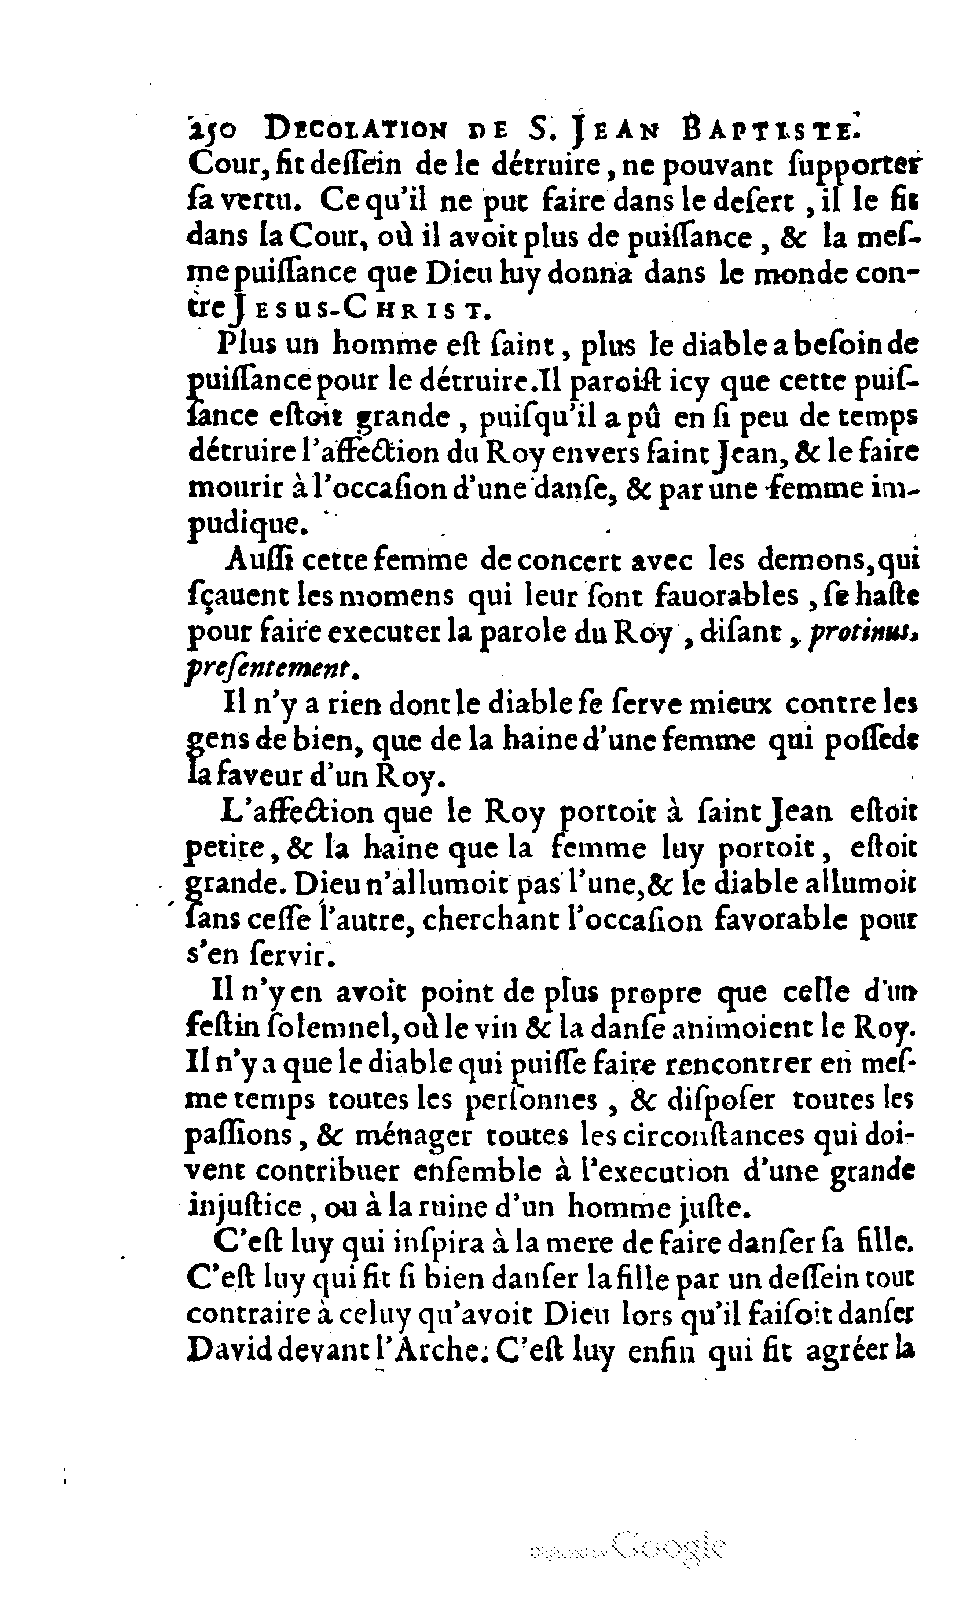 250 DECOLATION DE S. JEAN BAPTISTE.
Cour, fit deſſein de le détruire, ne pouvant ſupporter
ſa vertu. Ce qu'il ne put faire dans le deſert, il le fit
dans la Cour, où il avoit plus de puiſſance, & la meſ-
me puiſſance que Dieu luy donna dans le monde con-
tre JESUS-CHRIST.
Plus un homme eſt ſaint, plus le diable a beſoin de
puiſſance pour le détruire. Il paroiſt icy que cette puiſ-
ſance eſtoit grande, puiſqu'il a pû en ſi peu de temps
détruire l'affection du Roy envers ſaint Jean, & le faire
mourir à l'occaſion d'une danſe, & par une femme im-
pudique.
Auſſi cette femme de concert avec les demons, qui
ſçauent les momens qui leur ſont fauorables, ſe haſte
pour faire executer la parole du Roy, diſant, protinus,
preſentement.
Il n'y a rien dont le diable ſe ſerve mieux contre les
gens de bien, que de la haine d'une femme qui poſſede
la faveur d'un Roy.
L'affection que le Roy portoit à ſaint Jean eſtoit
petite, & la haine que la femme luy portoit, eſtoit
grande. Dieu n'allumoit pas l'une, & le diable allumoit
ſans ceſſe l'autre, cherchant l'occaſion favorable pour
s'en ſervir.
Il n'y en avoit point de plus propre que celle d'un
feſtin ſolemnel, où le vin & la danſe animoient le Roy.
Il n'y a que le diable qui puiſſe faire rencontrer en meſ-
me temps toutes les perſonnes, & diſpoſer toutes les
paſſions, & ménager toutes les circonſtances qui doi-
vent contribuer enſemble à l'execution d'une grande
injuſtice, ou à la ruine d'un homme juſte.
C'eſt luy qui inſpira à la mere de faire danſer ſa fille.
C'eſt luy qui fit ſi bien danſer la fille par un deſſein tout
contraire à celuy qu'avoit Dieu lors qu'il faiſoit danſer
David devant l'Arche. C'eſt luy enfin qui fit agréer la
Google